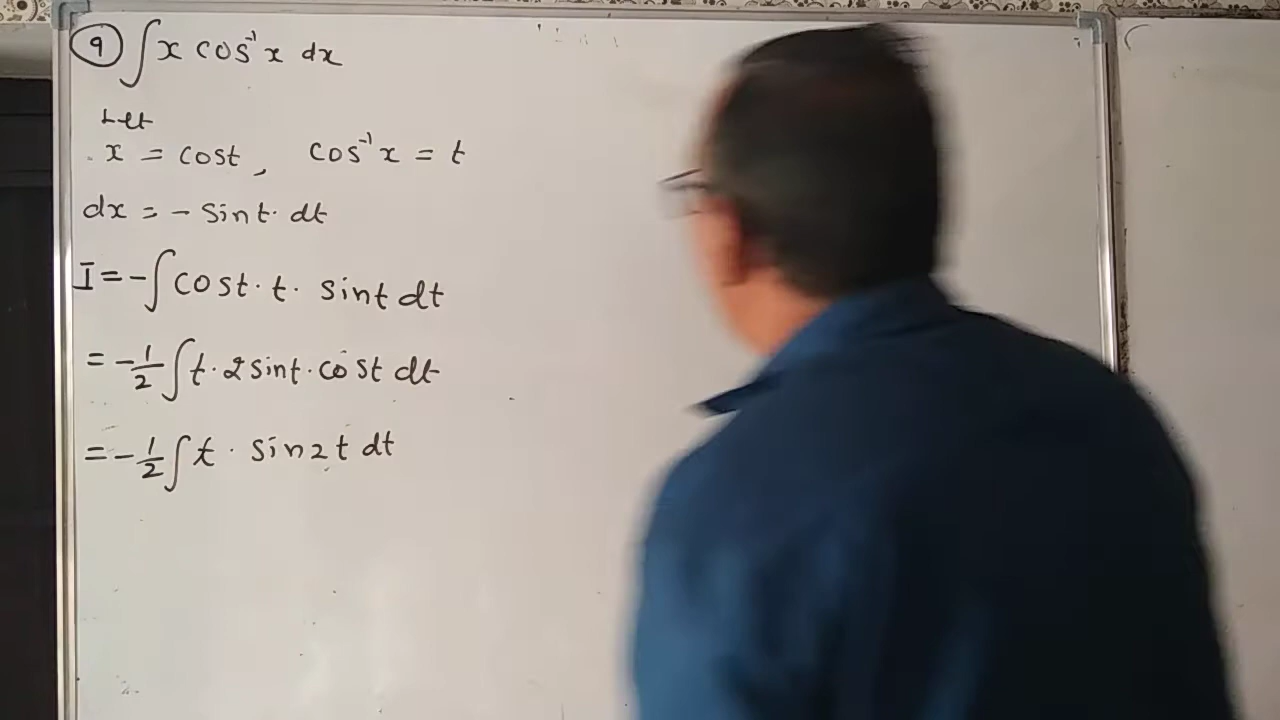 9 ∫ x cos⁻¹x dx
Let
x = cost, cos⁻¹x = t
dx = - sint· dt
I = -∫ cost· t· sint dt
= -1/2 ∫ t· 2sint· cost dt
= -1/2 ∫ t· sin2t dt